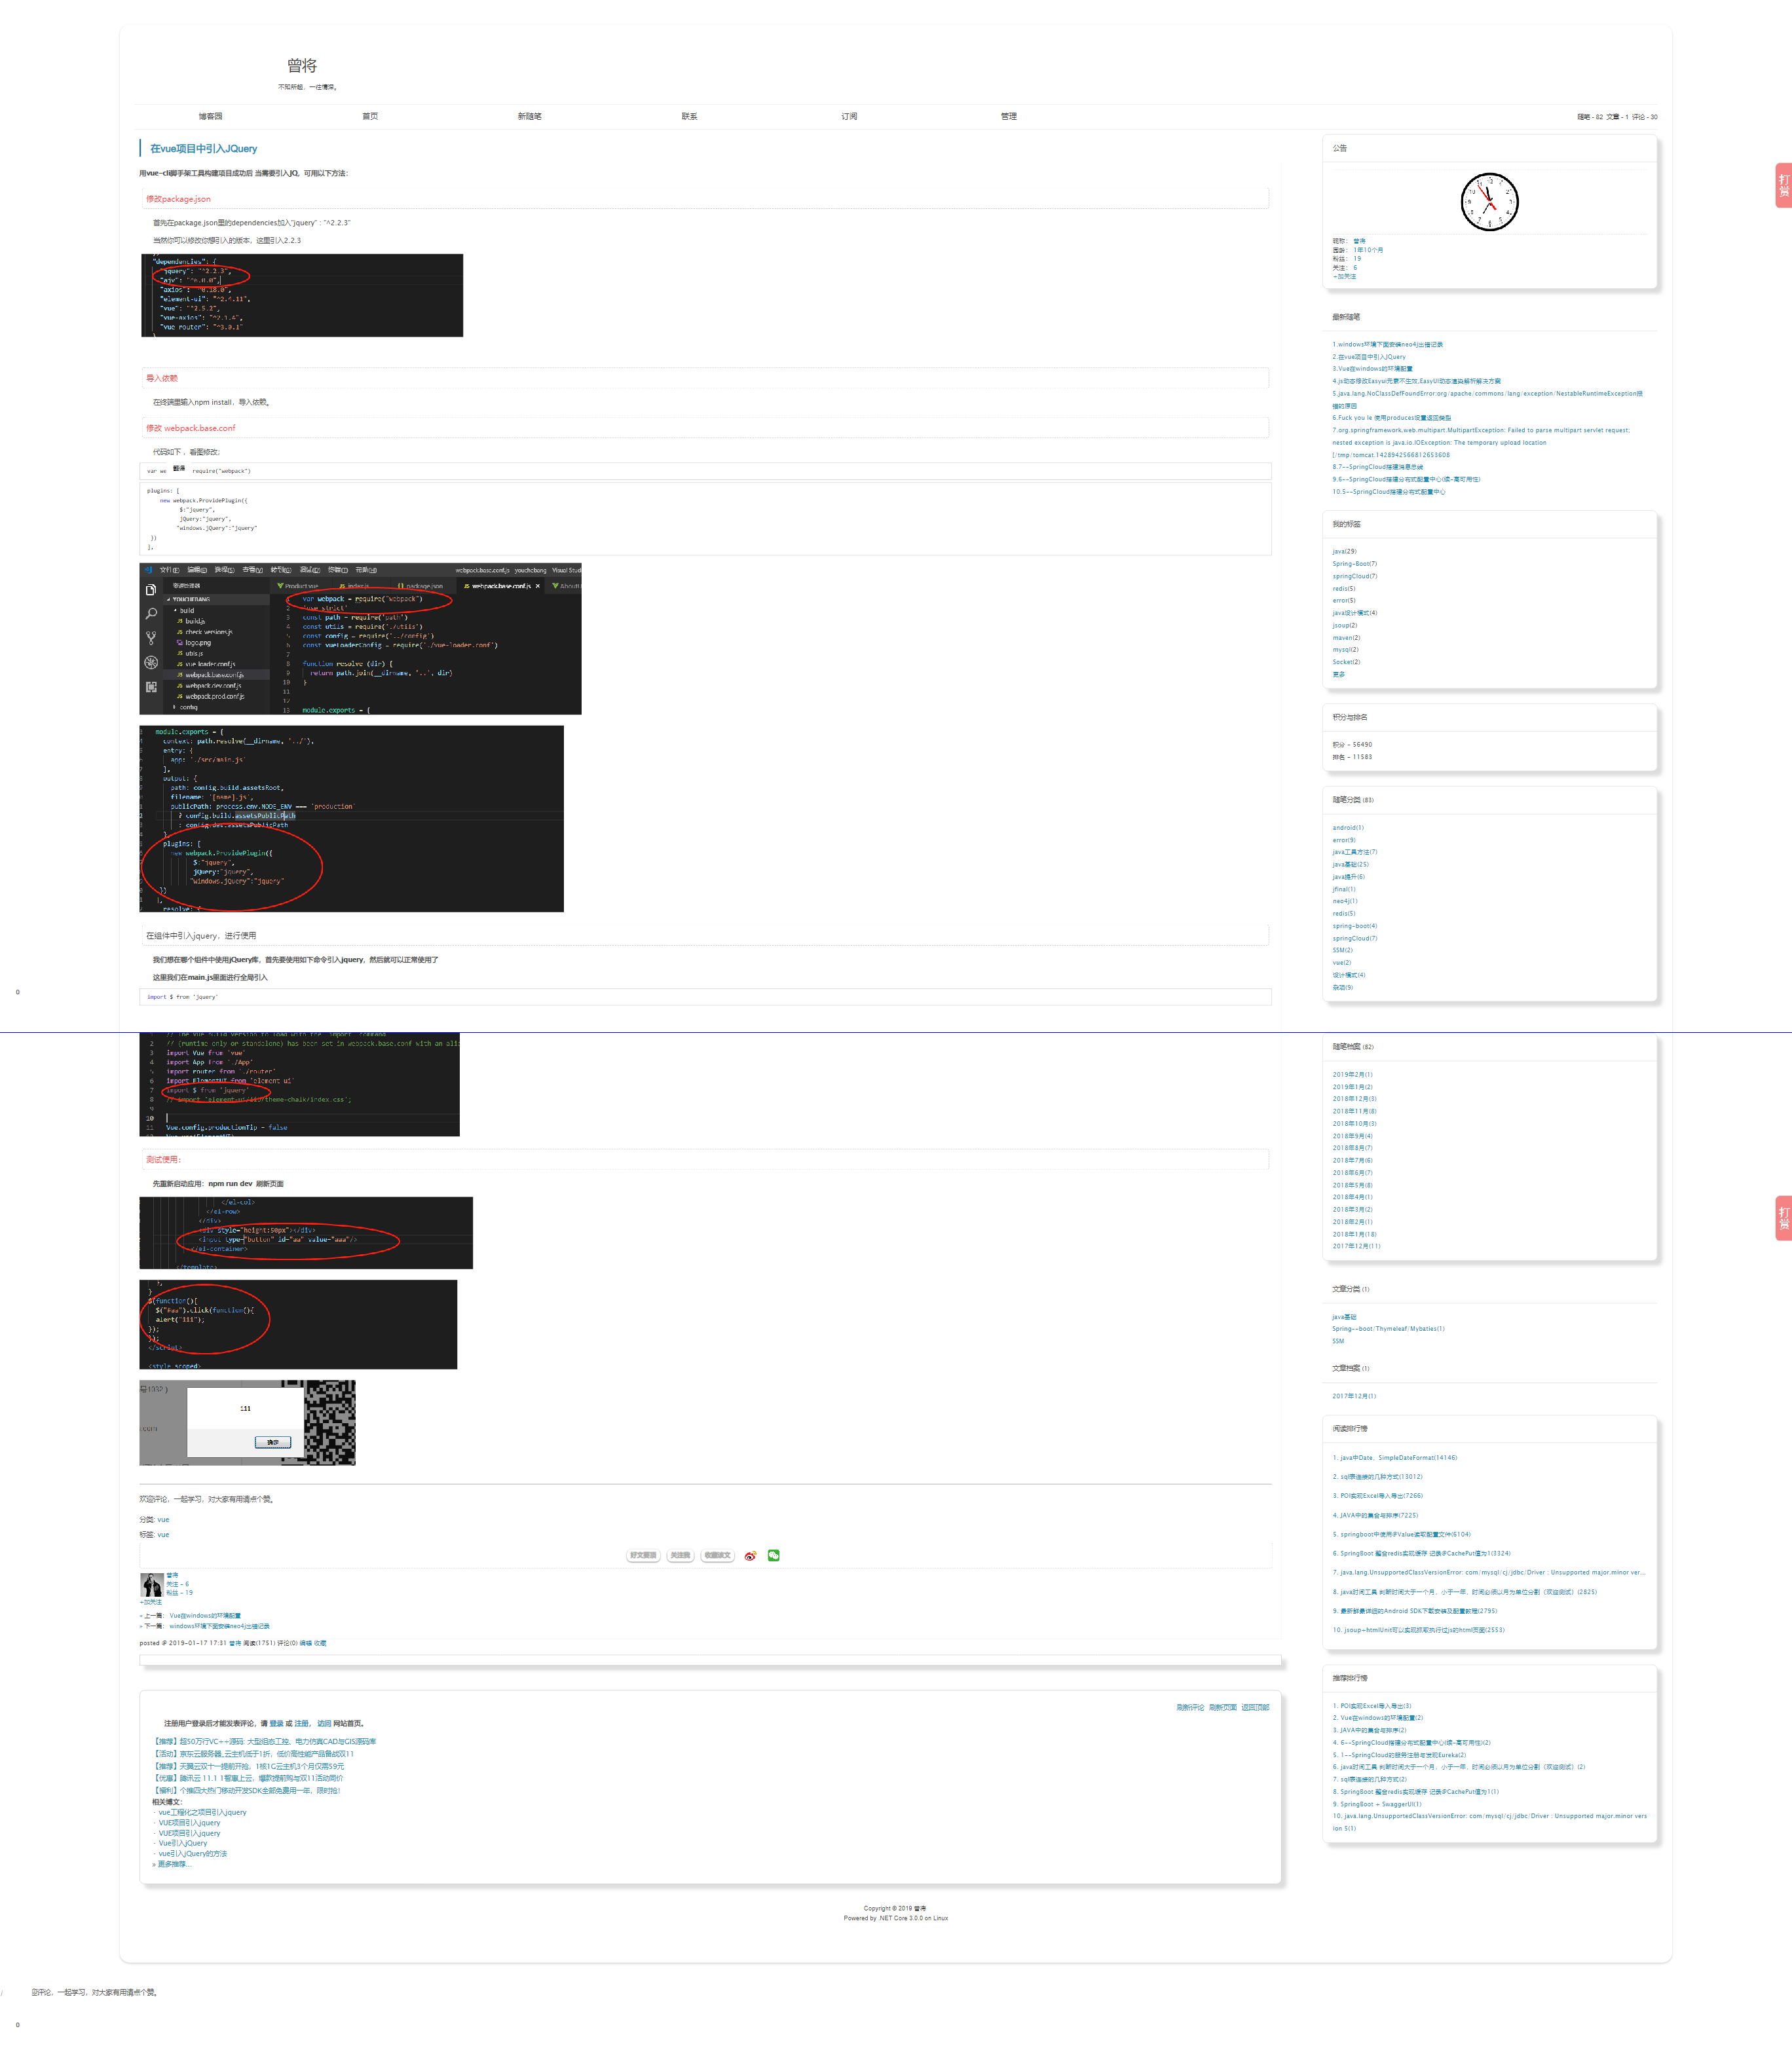 曾将
不知所起，一往情深。
博客园
首页
新随笔
联系
订阅
管理
随笔 - 82 文章 - 1 评论 - 30
在vue项目中引入JQuery
用vue-cli脚手架工具构建项目成功后 当需要引入JQ，可用以下方法：
修改package.json
首先在package.json里的dependencies加入"jquery" : "^2.2.3"
当然你可以修改你想引入的版本，这里引入2.2.3
"dependencies": {
"jquery": "^2.2.3",
"element-ui": "^2.4.11",
"vue": "^2.5.2",
"vue-axios": "^2.1.4",
"vue-router": "^3.0.1"
导入依赖
在终端里输入npm install，导入依赖。
修改 webpack.base.conf
代码如下 ，看图修改：
var we
曾将
require("webpack")
plugins: [
new webpack.ProvidePlugin({
$:"jquery",
jQuery:"jquery",
"windows.jQuery":"jquery"
})
],
webpack.base.conf.js - youchebang - Visual Stud
资源管理器
Product.vue
index.js
package.json
webpack.base.conf.js
YOUCHEBANG
build
build.js
check-versions.js
logo.png
utils.js
vue-loader.conf.js
webpack.base.conf.js
webpack.dev.conf.js
webpack.prod.conf.js
config
1 var webpack = require("webpack")
2 'use strict'
3 const path = require('path')
4 const utils = require('./utils')
5 const config = require('../config')
6 const vueLoaderConfig = require('./vue-loader.conf')
7
8 function resolve (dir) {
9 return path.join(__dirname, '..', dir)
10 }
11
12
13 module.exports = {
module.exports = {
context: path.resolve(__dirname, '../'),
entry: {
app: './src/main.js'
},
output: {
path: config.build.assetsRoot,
filename: '[name].js',
publicPath: process.env.NODE_ENV === 'production'
? config.build.assetsPublicPath
: config.dev.assetsPublicPath
},
plugins: [
new webpack.ProvidePlugin({
$:"jquery",
jQuery:"jquery",
"windows.jQuery":"jquery"
})
],
resolve: {
在组件中引入jquery，进行使用
我们想在哪个组件中使用jQuery库，首先要使用如下命令引入jquery，然后就可以正常使用了
这里我们在main.js里面进行全局引入
import $ from 'jquery'
0
2 // (runtime-only or standalone) has been set in webpack.base.conf with an ali
3 import Vue from 'vue'
4 import App from './App'
5 import router from './router'
6 import ElementUI from 'element-ui'
7 import $ from 'jquery'
8 // import 'element-ui/lib/theme-chalk/index.css';
9
10
11 Vue.config.productionTip = false
测试使用：
先重新启动应用：npm run dev 刷新页面
</el-col>
</el-row>
</div>
<div style="height:50px"></div>
<input type="button" id="aa" value="aaa"/>
</el-container>
</template>
}
$(function(){
$("#aa").click(function(){
alert("111");
});
});
</script>
<style scoped>
.com)
111
确定
欢迎评论，一起学习，对大家有用请点个赞。
分类: vue
标签: vue
好文要顶 关注我 收藏该文
曾将
关注 - 6
粉丝 - 19
+加关注
« 上一篇： Vue在windows的环境配置
» 下一篇： windows环境下面安装neo4j出错记录
posted @ 2019-01-17 17:31 曾将 阅读(1751) 评论(0) 编辑 收藏
刷新评论 刷新页面 返回顶部
注册用户登录后才能发表评论，请 登录 或 注册， 访问 网站首页。
【推荐】超50万行VC++源码: 大型组态工控、电力仿真CAD与GIS源码库
【活动】京东云服务器_云主机低于1折，低价高性能产品备战双11
【推荐】天翼云双十一提前开抢，1核1G云主机3个月仅需59元
【优惠】腾讯云 11.1 1智惠上云，爆款提前购与双11活动同价
【福利】个推四大热门移动开发SDK全部免费用一年，限时抢！
相关博文：
· vue工程化之项目引入jquery
· VUE项目引入jquery
· VUE项目引入jquery
· Vue引入jQuery
· vue引入jQuery的方法
» 更多推荐...
Copyright © 2019 曾将
Powered by .NET Core 3.0.0 on Linux
公告
昵称： 曾将
园龄： 1年10个月
粉丝： 19
关注： 6
+加关注
最新随笔
1.windows环境下面安装neo4j出错记录
2.在vue项目中引入JQuery
3.Vue在windows的环境配置
4.js动态修改Easyui元素不生效,EasyUI动态渲染解析解决方案
5.java.lang.NoClassDefFoundError:org/apache/commons/lang/exception/NestableRuntimeException报
错的原因
6.Fuck you le 使用produces设置返回类型
7.org.springframework.web.multipart.MultipartException: Failed to parse multipart servlet request;
nested exception is java.io.IOException: The temporary upload location
[/tmp/tomcat.1428942566812653608
8.7--SpringCloud搭建消息总线
9.6--SpringCloud搭建分布式配置中心(续-高可用性)
10.5--SpringCloud搭建分布式配置中心
我的标签
java(29)
Spring-Boot(7)
springCloud(7)
redis(5)
error(5)
java设计模式(4)
jsoup(2)
maven(2)
mysql(2)
Socket(2)
更多
积分与排名
积分 - 56490
排名 - 11583
随笔分类 (83)
android(1)
error(9)
java工具方法(7)
java基础(25)
java提升(6)
jfinal(1)
neo4j(1)
redis(5)
spring-boot(4)
springCloud(7)
SSM(2)
vue(2)
设计模式(4)
杂项(9)
随笔档案 (82)
2019年2月(1)
2019年1月(2)
2018年12月(3)
2018年11月(8)
2018年10月(3)
2018年9月(4)
2018年8月(7)
2018年7月(6)
2018年6月(7)
2018年5月(8)
2018年4月(1)
2018年3月(2)
2018年2月(1)
2018年1月(18)
2017年12月(11)
文章分类 (1)
java基础
Spring--boot/Thymeleaf/Mybaties(1)
SSM
文章档案 (1)
2017年12月(1)
阅读排行榜
1. java中Date、SimpleDateFormat(14146)
2. sql表连接的几种方式(13012)
3. POI实现Excel导入导出(7266)
4. JAVA中的集合与排序(7225)
5. springboot中使用@Value读取配置文件(6104)
6. SpringBoot 整合redis实现缓存 记录@CachePut值为1(3324)
7. java.lang.UnsupportedClassVersionError: com/mysql/cj/jdbc/Driver : Unsupported major.minor ver...
8. java时间工具 判断时间大于一个月，小于一年，时间必须以月为单位分割（欢迎测试）(2825)
9. 最新鲜最详细的Android SDK下载安装及配置教程(2795)
10. jsoup+htmlUnit可以实现抓取执行过js的html页面(2553)
推荐排行榜
1. POI实现Excel导入导出(3)
2. Vue在windows的环境配置(2)
3. JAVA中的集合与排序(2)
4. 6--SpringCloud搭建分布式配置中心(续-高可用性)(2)
5. 1--SpringCloud的服务注册与发现Eureka(2)
6. java时间工具 判断时间大于一个月，小于一年，时间必须以月为单位分割（欢迎测试）(2)
7. sql表连接的几种方式(2)
8. SpringBoot 整合redis实现缓存 记录@CachePut值为1(1)
9. SpringBoot + SwaggerUI(1)
10. java.lang.UnsupportedClassVersionError: com/mysql/cj/jdbc/Driver : Unsupported major.minor vers
ion 5(1)
打赏
打赏
迎评论，一起学习，对大家有用请点个赞。
0